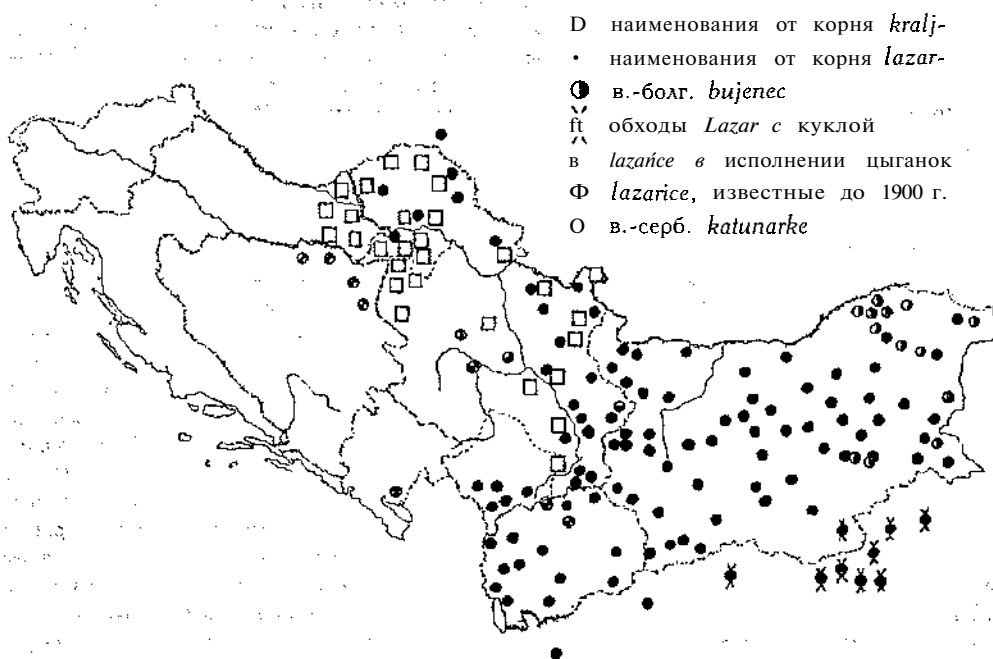 D наименования от корня kralj-
· наименования от корня lazar-
◑ в.-болг. bujenec
ft обходы Lazar с куклой
в lazańce в исполнении цыганок
Ф lazarice, известные до 1900 г.
О в.-серб. katunarke